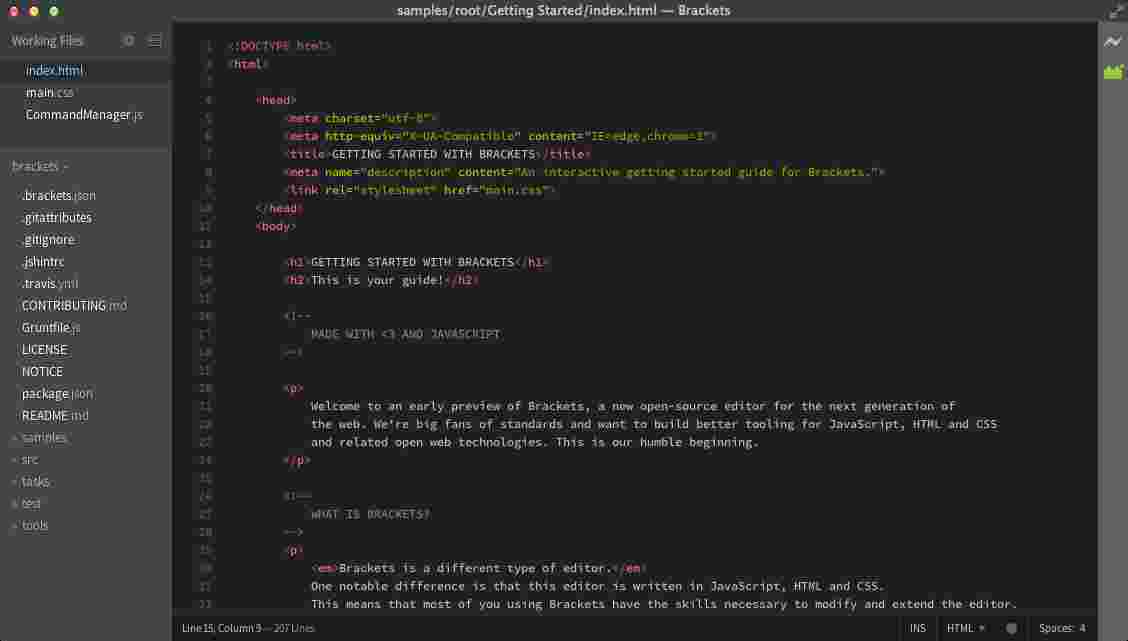 samples/root/Getting Started/index.html — Brackets
Working Files
index.html
main.css
CommandManager.js
brackets
.brackets.json
.gitattributes
.gitignore
.jshintrc
.travis.yml
CONTRIBUTING.md
Gruntfile.js
LICENSE
NOTICE
package.json
README.md
samples
src
tasks
test
tools
1 <!DOCTYPE html>
2 <html>
3
4 <head>
5 <meta charset="utf-8">
6 <meta http-equiv="X-UA-Compatible" content="IE=edge,chrome=1">
7 <title>GETTING STARTED WITH BRACKETS</title>
8 <meta name="description" content="An interactive getting started guide for Brackets.">
9 <link rel="stylesheet" href="main.css">
10 </head>
11 <body>
12
13 <h1>GETTING STARTED WITH BRACKETS</h1>
14 <h2>This is your guide!</h2>
15
16 <!--
17 MADE WITH <3 AND JAVASCRIPT
18 -->
19
20 <p>
21 Welcome to an early preview of Brackets, a new open-source editor for the next generation of
22 the web. We're big fans of standards and want to build better tooling for JavaScript, HTML and CSS
23 and related open web technologies. This is our humble beginning.
24 </p>
25
26 <!--
27 WHAT IS BRACKETS?
28 -->
29 <p>
30 <em>Brackets is a different type of editor.</em>
31 One notable difference is that this editor is written in JavaScript, HTML and CSS.
32 This means that most of you using Brackets have the skills necessary to modify and extend the editor.
Line 15, Column 9 — 207 Lines
INS
HTML
Spaces: 4